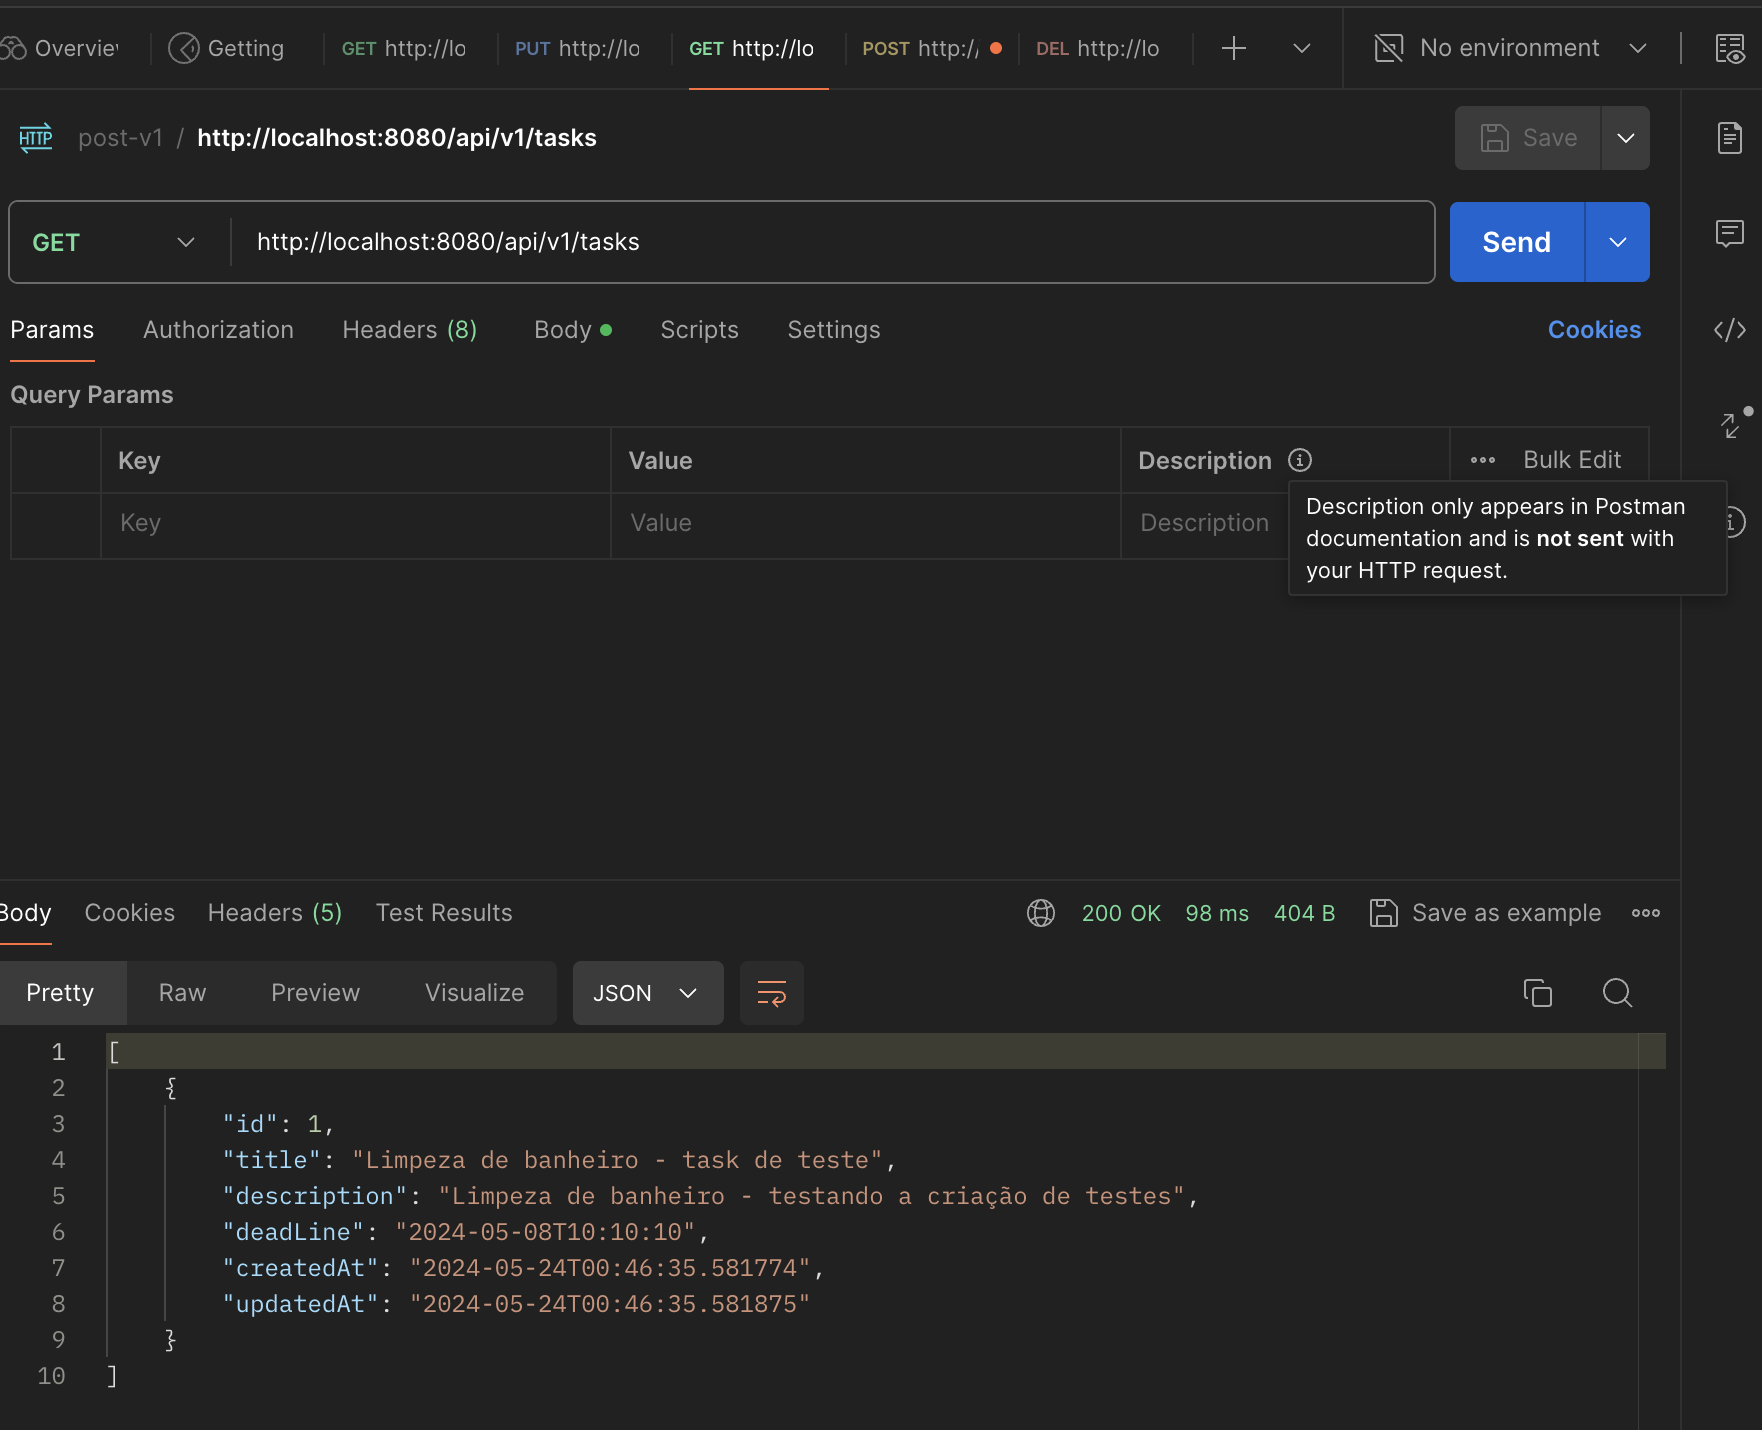 Overvie
Getting
GET http://lo
PUT http://lo
GET http://lo
POST http:/
DEL http://lo
No environment
HTTP post-v1 / http://localhost:8080/api/v1/tasks
Save
GET http://localhost:8080/api/v1/tasks
Send
Params Authorization Headers (8) Body Scripts Settings Cookies
Query Params
Key Value Description Bulk Edit
Key Value Description
Description only appears in Postman
documentation and is not sent with
your HTTP request.
Body Cookies Headers (5) Test Results 200 OK 98 ms 404 B Save as example
Pretty Raw Preview Visualize JSON
1 [
2 {
3 "id": 1,
4 "title": "Limpeza de banheiro - task de teste",
5 "description": "Limpeza de banheiro - testando a criação de testes",
6 "deadLine": "2024-05-08T10:10:10",
7 "createdAt": "2024-05-24T00:46:35.581774",
8 "updatedAt": "2024-05-24T00:46:35.581875"
9 }
10 ]